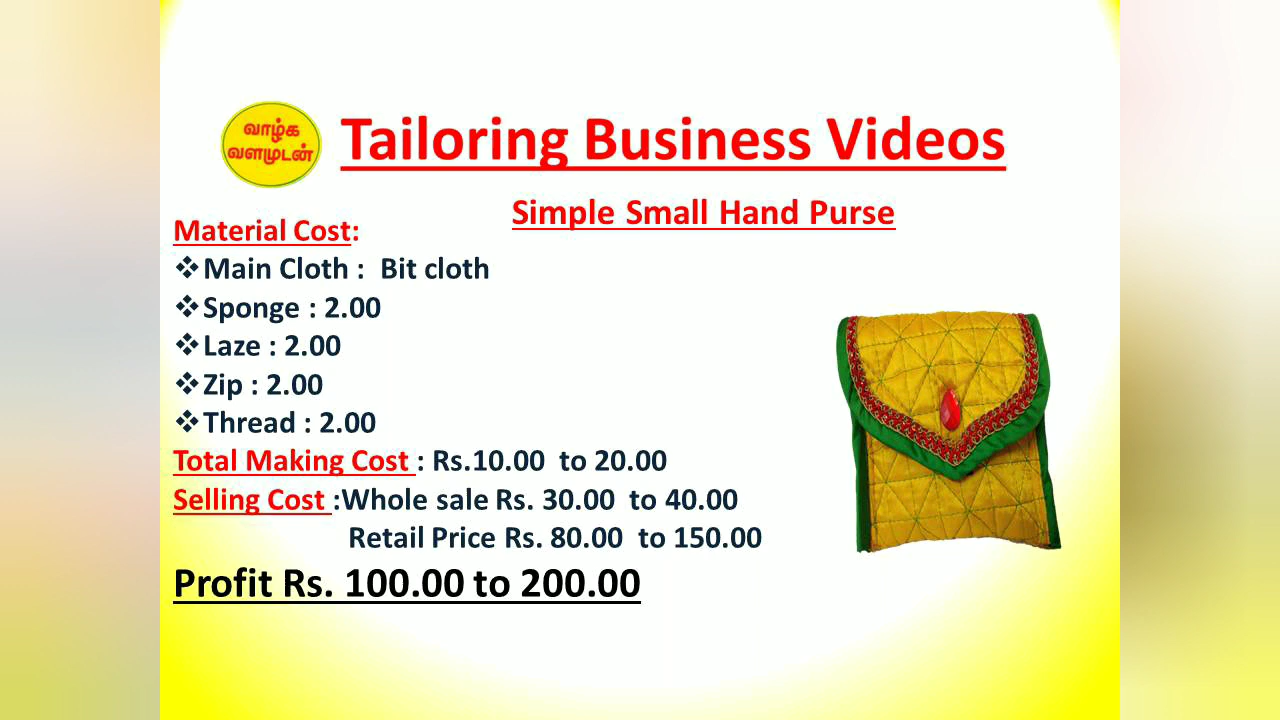 வாழ்க
வளமுடன்
Tailoring Business Videos
Simple Small Hand Purse
Material Cost:
❖Main Cloth : Bit cloth
❖Sponge : 2.00
❖Laze : 2.00
❖Zip : 2.00
❖Thread : 2.00
Total Making Cost : Rs.10.00 to 20.00
Selling Cost :Whole sale Rs. 30.00 to 40.00
Retail Price Rs. 80.00 to 150.00
Profit Rs. 100.00 to 200.00